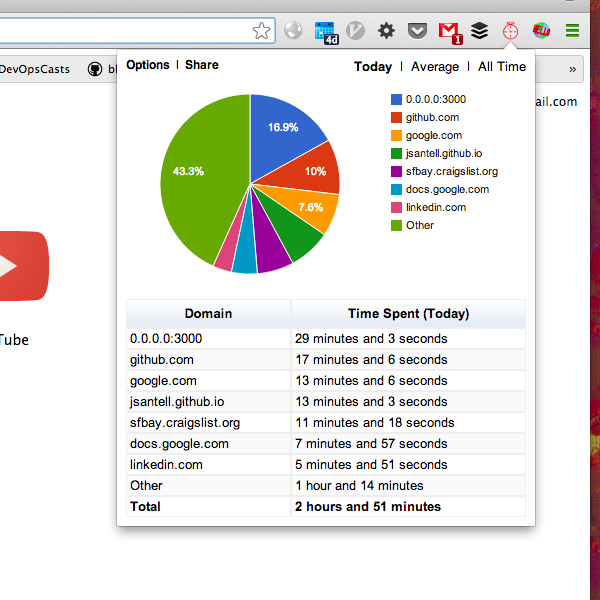 4d
1
DevOpsCasts
bl
»
Options | Share
Today | Average | All Time
ail.com
16.9%
10%
7.6%
43.3%
0.0.0.0:3000
github.com
google.com
jsantell.github.io
sfbay.craigslist.org
docs.google.com
linkedin.com
Other
Tube
Domain Time Spent (Today)
0.0.0.0:3000 29 minutes and 3 seconds
github.com 17 minutes and 6 seconds
google.com 13 minutes and 6 seconds
jsantell.github.io 13 minutes and 3 seconds
sfbay.craigslist.org 11 minutes and 18 seconds
docs.google.com 7 minutes and 57 seconds
linkedin.com 5 minutes and 51 seconds
Other 1 hour and 14 minutes
Total 2 hours and 51 minutes